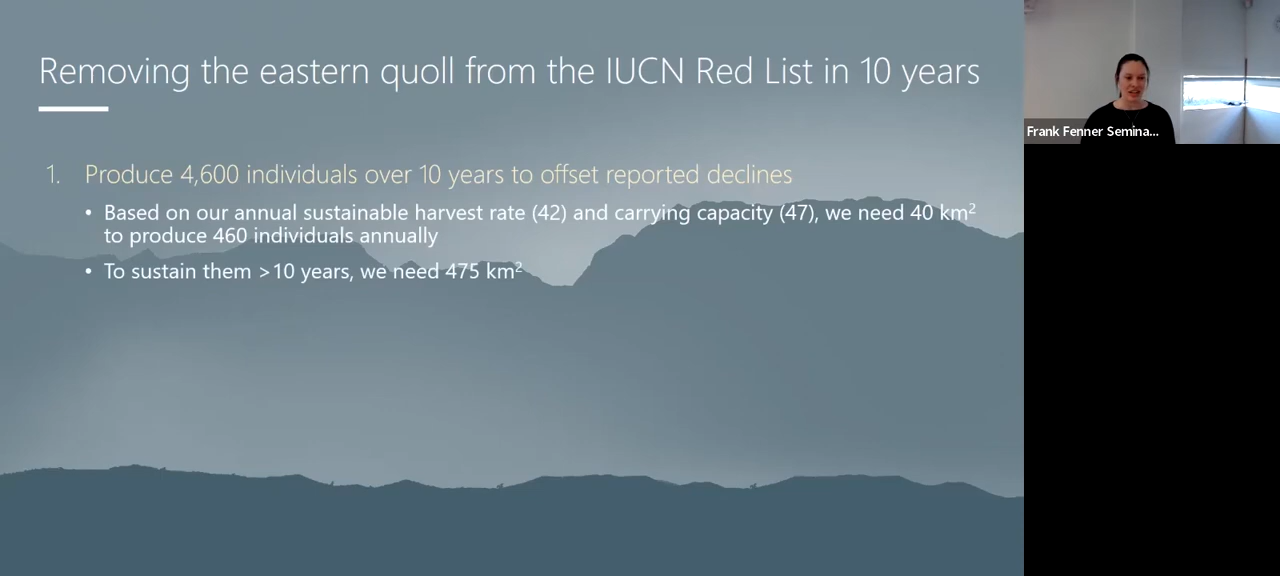 Removing the eastern quoll from the IUCN Red List in 10 years
1. Produce 4,600 individuals over 10 years to offset reported declines
• Based on our annual sustainable harvest rate (42) and carrying capacity (47), we need 40 km²
to produce 460 individuals annually
• To sustain them >10 years, we need 475 km²
Frank Fenner Semina...